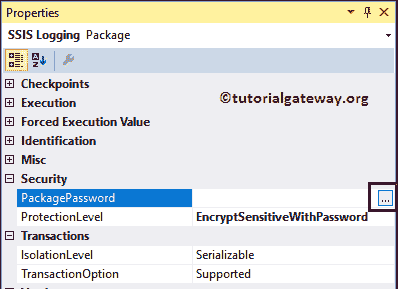 Properties
SSIS Logging Package
Checkpoints
Execution
©tutorialgateway.org
Forced Execution Value
Identification
Misc
Security
PackagePassword ...
ProtectionLevel EncryptSensitiveWithPassword
Transactions
IsolationLevel Serializable
TransactionOption Supported